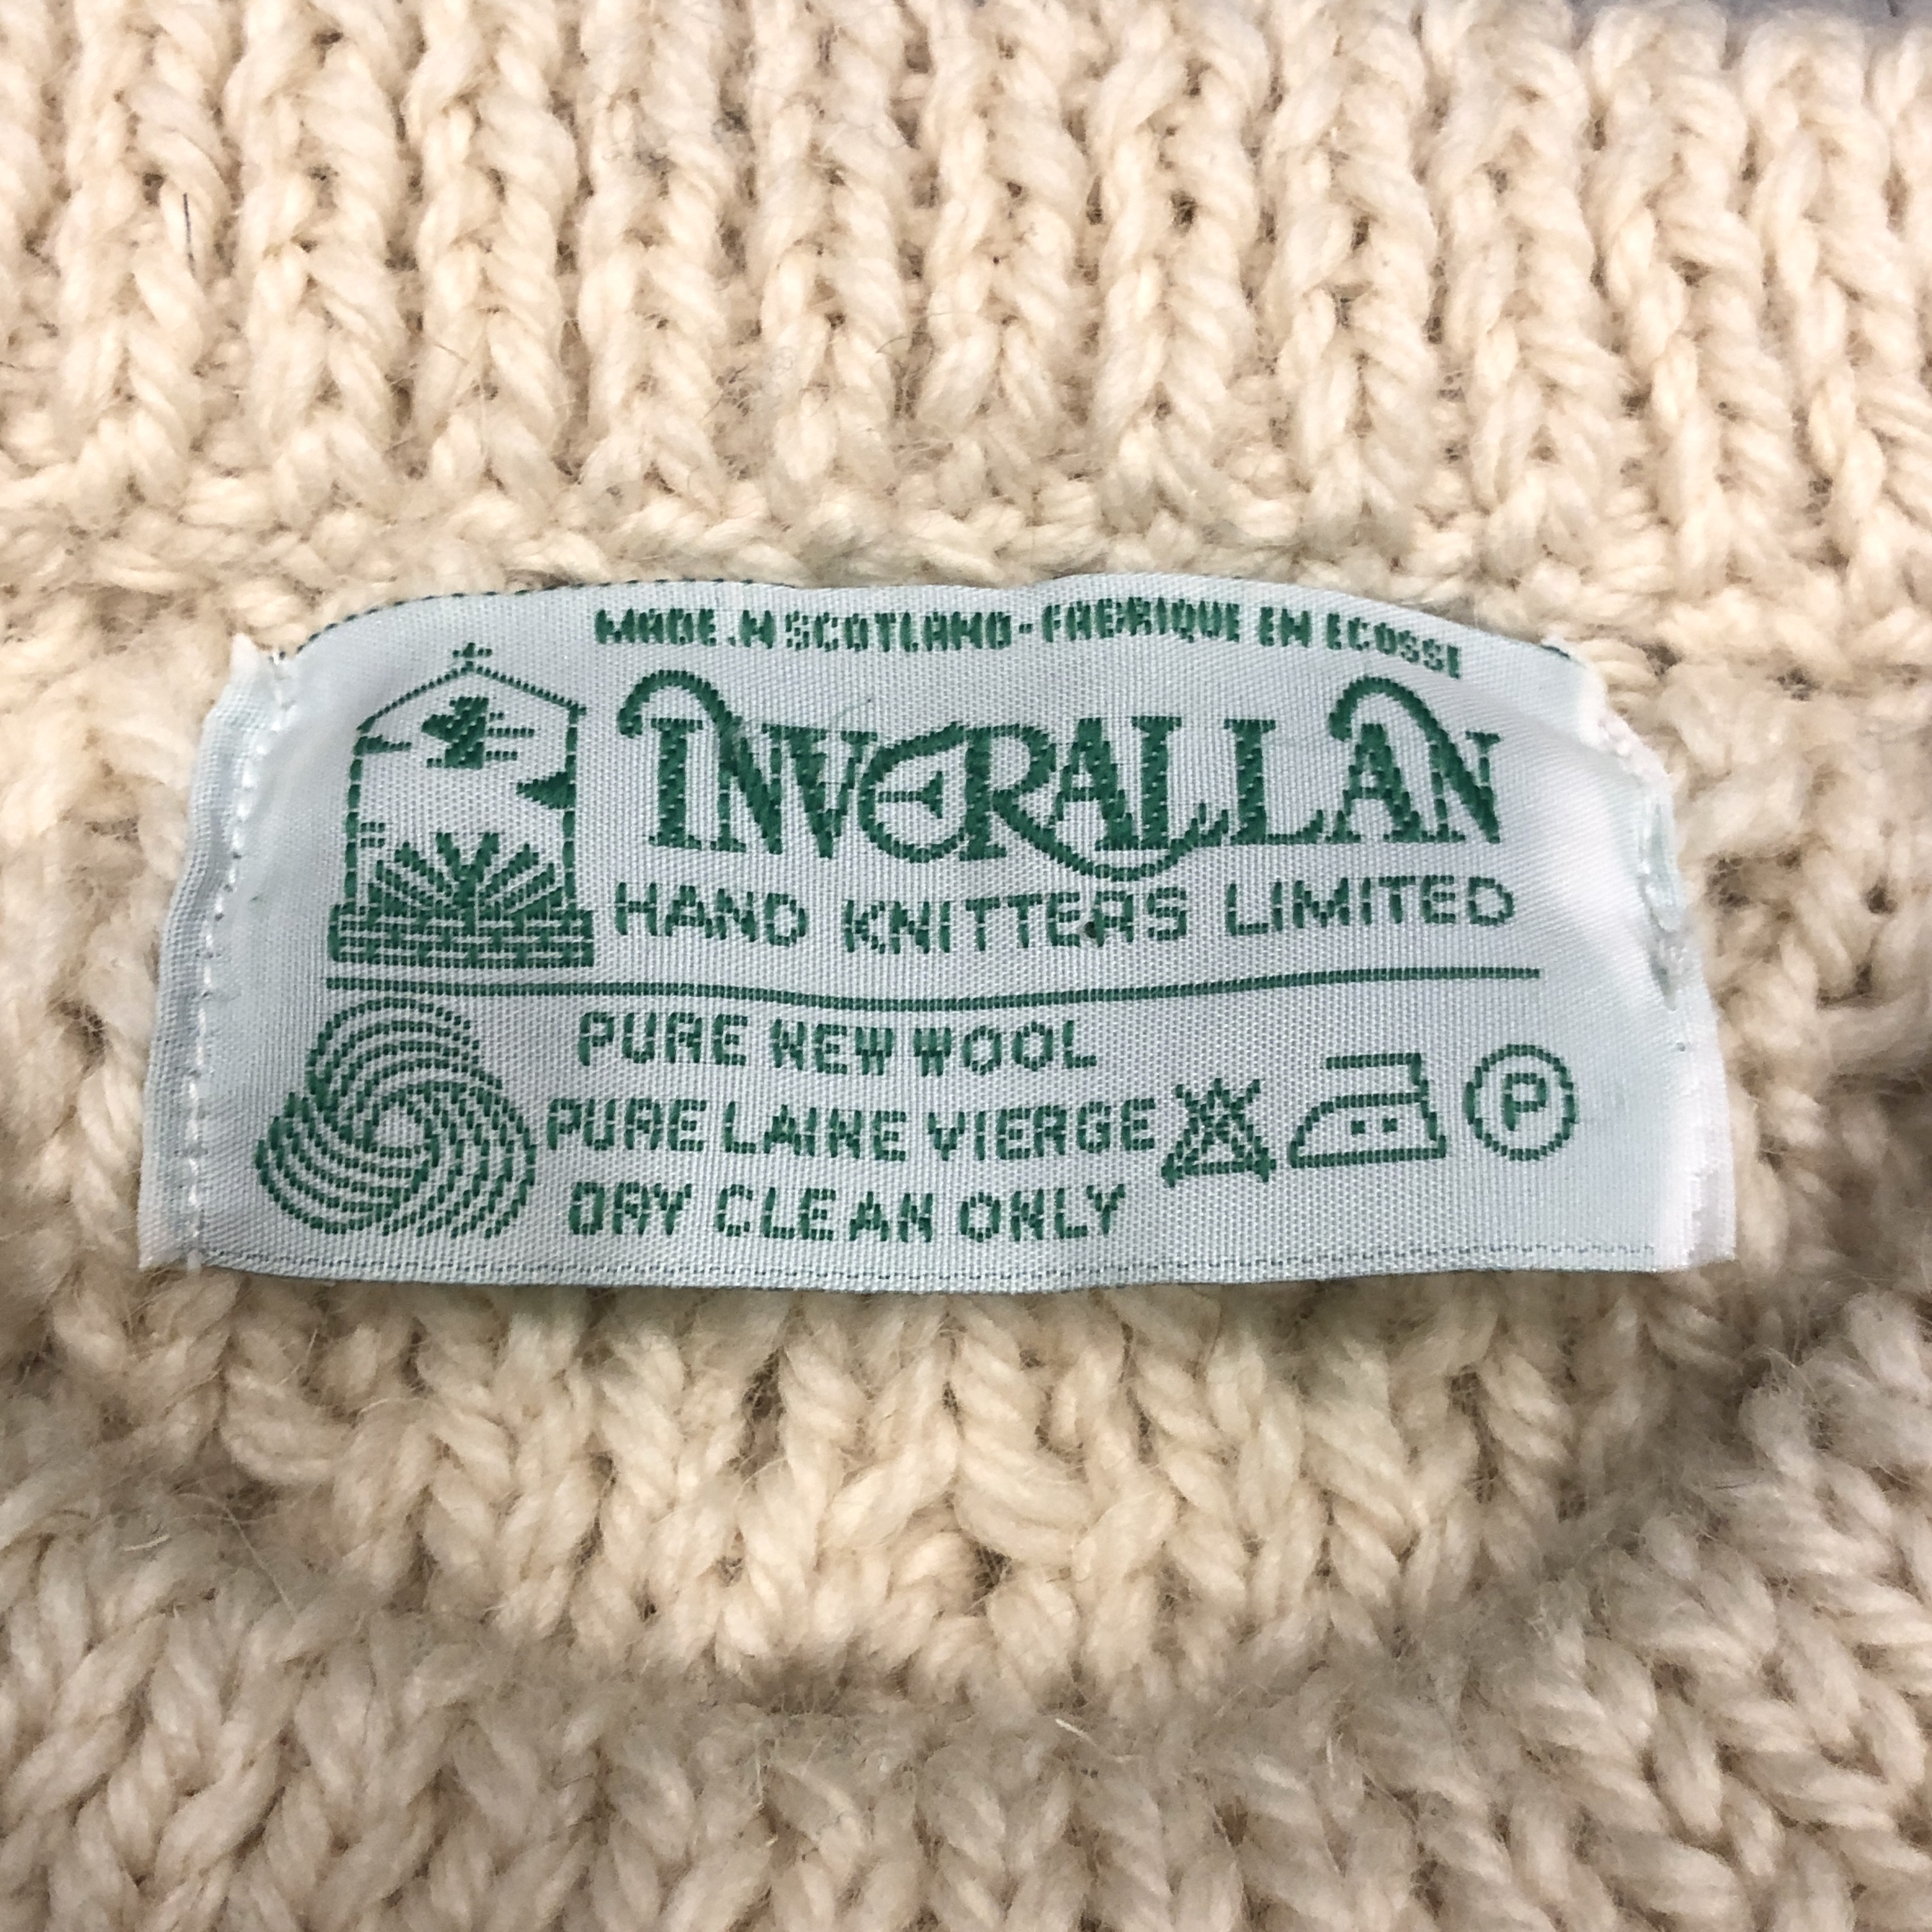 MADE IN SCOTLAND - FABRIQUE EN ECOSSE
INVERALLAN
HAND KNITTERS LIMITED
PURE NEW WOOL
PURE LAINE VIERGE
P
DRY CLEAN ONLY